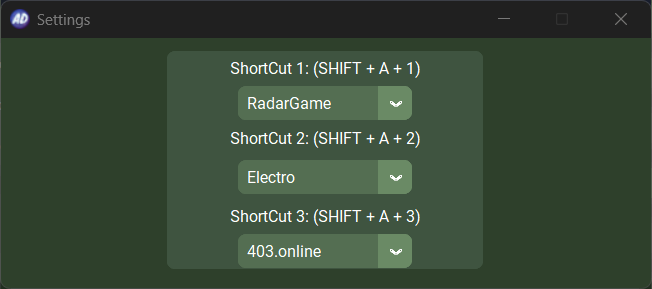 AD Settings
ShortCut 1: (SHIFT + A + 1)
RadarGame
ShortCut 2: (SHIFT + A + 2)
Electro
ShortCut 3: (SHIFT + A + 3)
403.online